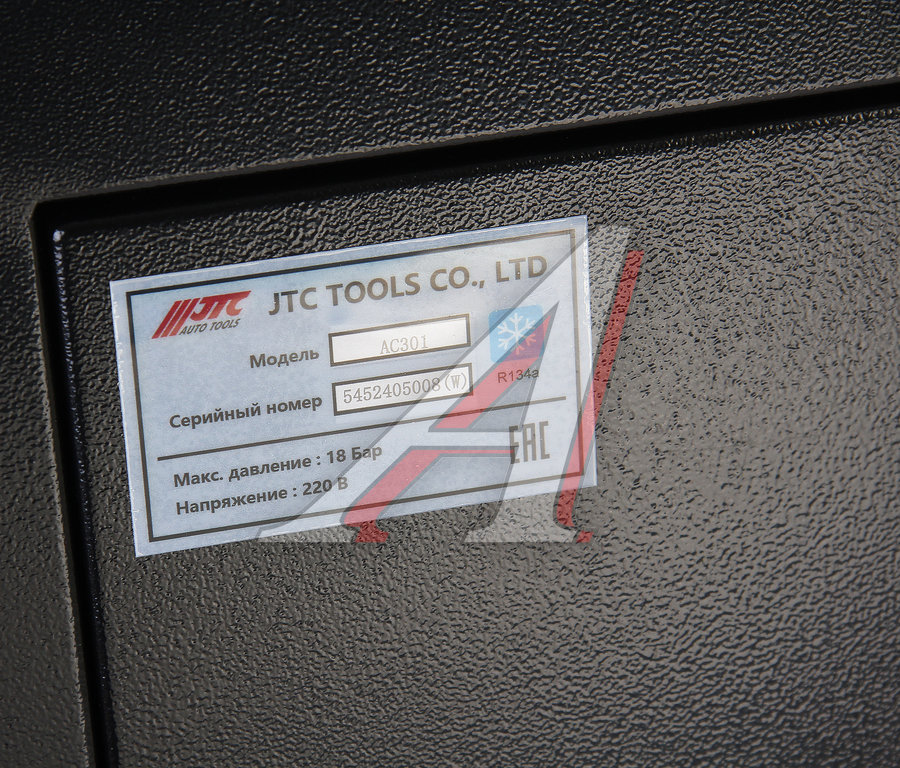 JTC
AUTO TOOLS
JTC TOOLS CO., LTD
Модель AC301
R134a
Серийный номер 5452405008(W)
Макс. давление : 18 Бар
Напряжение : 220 В
EAC